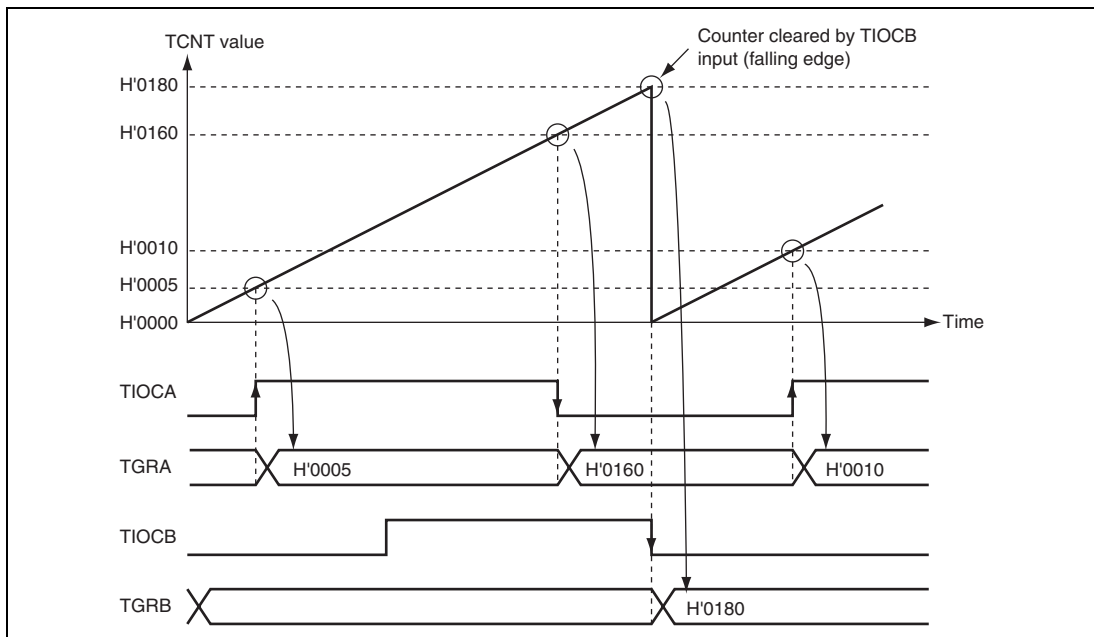 TCNT value
Counter cleared by TIOCB
input (falling edge)
H'0180
H'0160
H'0010
H'0005
H'0000
Time
TIOCA
TGRA
H'0005
H'0160
H'0010
TIOCB
TGRB
H'0180